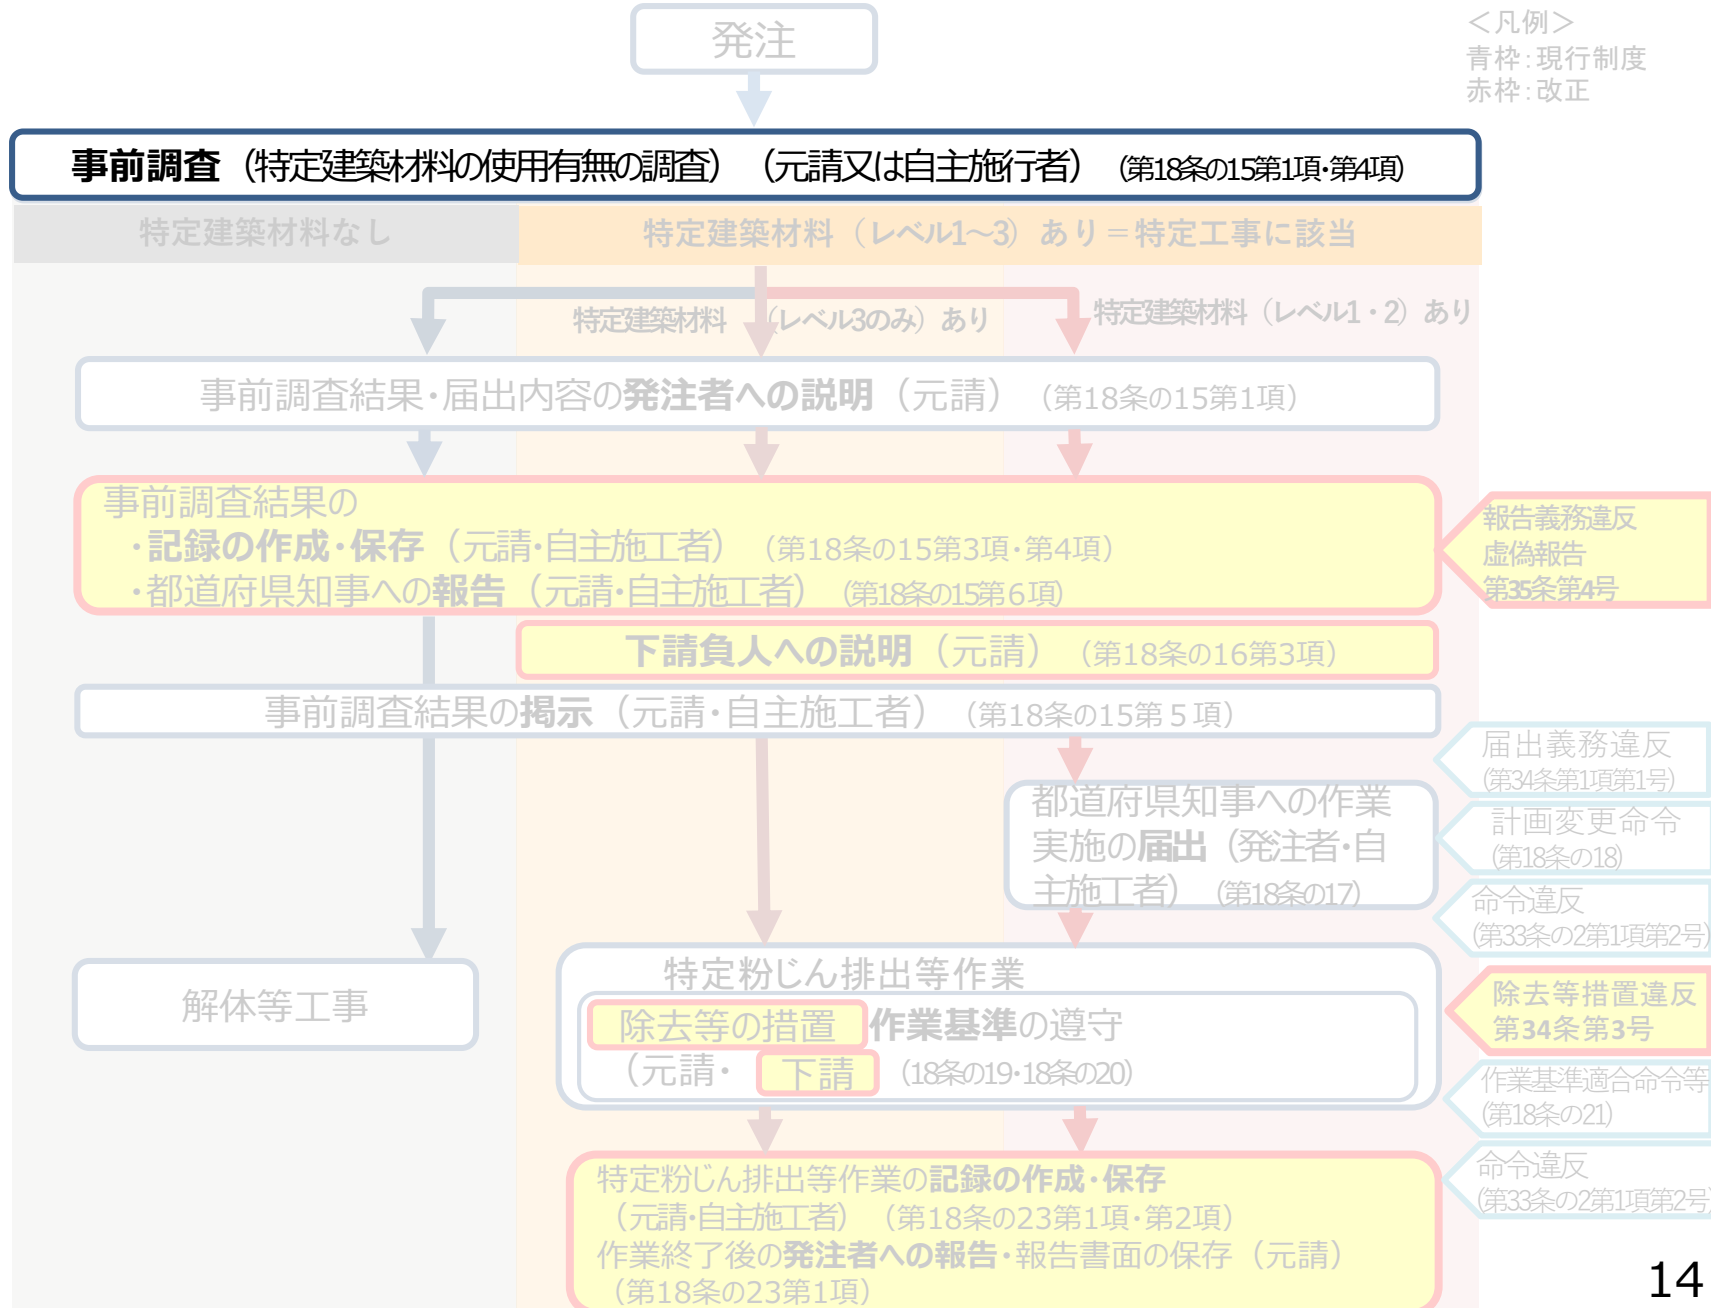 発注
＜凡例＞
青枠：現行制度
赤枠：改正
事前調査（特定建築材料の使用有無の調査）（元請又は自主施行者）（第18条の15第1項・第4項）
特定建築材料なし
特定建築材料（レベル1～3）あり＝特定工事に該当
特定建築材料（レベル3のみ）あり
特定建築材料（レベル1・2）あり
事前調査結果・届出内容の発注者への説明（元請）（第18条の15第1項）
事前調査結果の
・記録の作成・保存（元請・自主施工者）（第18条の15第3項・第4項）
・都道府県知事への報告（元請・自主施工者）（第18条の15第６項）
報告義務違反
虚偽報告
第35条第4号
下請負人への説明（元請）（第18条の16第3項）
事前調査結果の掲示（元請・自主施工者）（第18条の15第５項）
届出義務違反
(第34条第1項第1号)
都道府県知事への作業
実施の届出（発注者・自
主施工者）（第18条の17）
計画変更命令
(第18条の18)
命令違反
(第33条の2第1項第2号)
解体等工事
特定粉じん排出等作業
除去等の措置 作業基準の遵守
（元請・ 下請 （18条の19・18条の20）
除去等措置違反
第34条第3号
作業基準適合命令等
(第18条の21)
命令違反
(第33条の2第1項第2号)
特定粉じん排出等作業の記録の作成・保存
（元請・自主施工者）（第18条の23第1項・第2項）
作業終了後の発注者への報告・報告書面の保存（元請）
（第18条の23第1項）
14